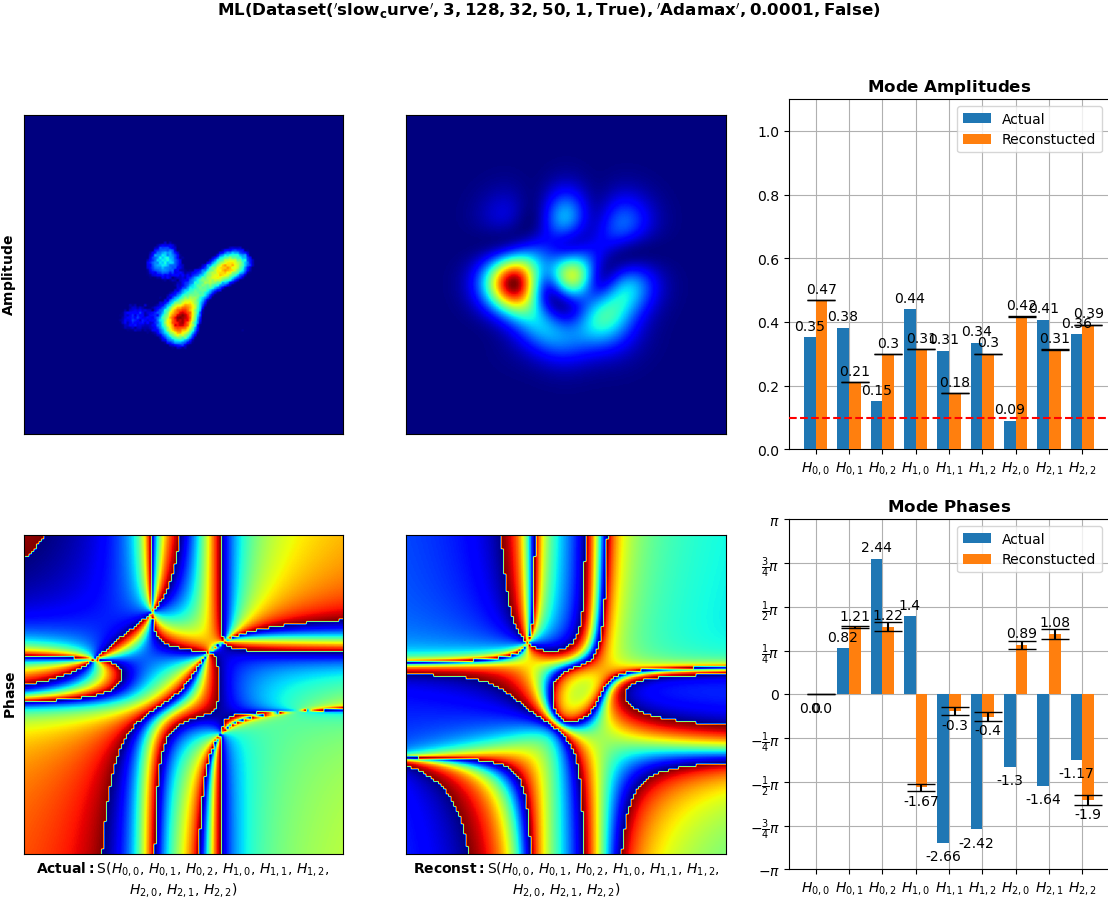 ML(Dataset(′slow_curve′, 3, 128, 32, 50, 1, True), ′Adamax′, 0.0001, False)
Mode Amplitudes
Actual
Reconstucted
1.0
0.8
0.6
0.4
0.2
0.0
0.35
0.47
0.38
0.21
0.15
0.3
0.44
0.31
0.31
0.18
0.34
0.3
0.09
0.42
0.41
0.31
0.36
0.39
H0,0 H0,1 H0,2 H1,0 H1,1 H1,2 H2,0 H2,1 H2,2
Amplitude
Mode Phases
Actual
Reconstucted
π
3/4π
1/2π
1/4π
0
−1/4π
−1/2π
−3/4π
−π
0.0
0.0
0.82
1.21
2.44
1.22
1.4
-1.67
-2.66
-0.3
-2.42
-0.4
-1.3
0.89
-1.64
1.08
-1.17
-1.9
H0,0 H0,1 H0,2 H1,0 H1,1 H1,2 H2,0 H2,1 H2,2
Phase
Actual: S(H0,0, H0,1, H0,2, H1,0, H1,1, H1,2,
H2,0, H2,1, H2,2)
Reconst: S(H0,0, H0,1, H0,2, H1,0, H1,1, H1,2,
H2,0, H2,1, H2,2)